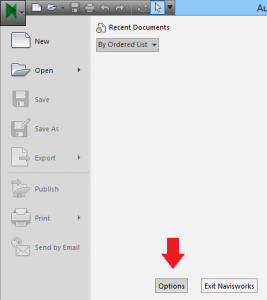 Au
New
Open
Save
Save As
Export
Publish
Print
Send by Email
Recent Documents
By Ordered List
Options
Exit Navisworks